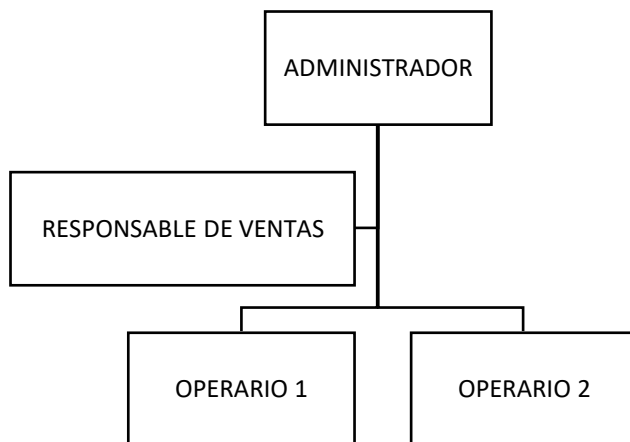 ADMINISTRADOR
RESPONSABLE DE VENTAS
OPERARIO 1
OPERARIO 2